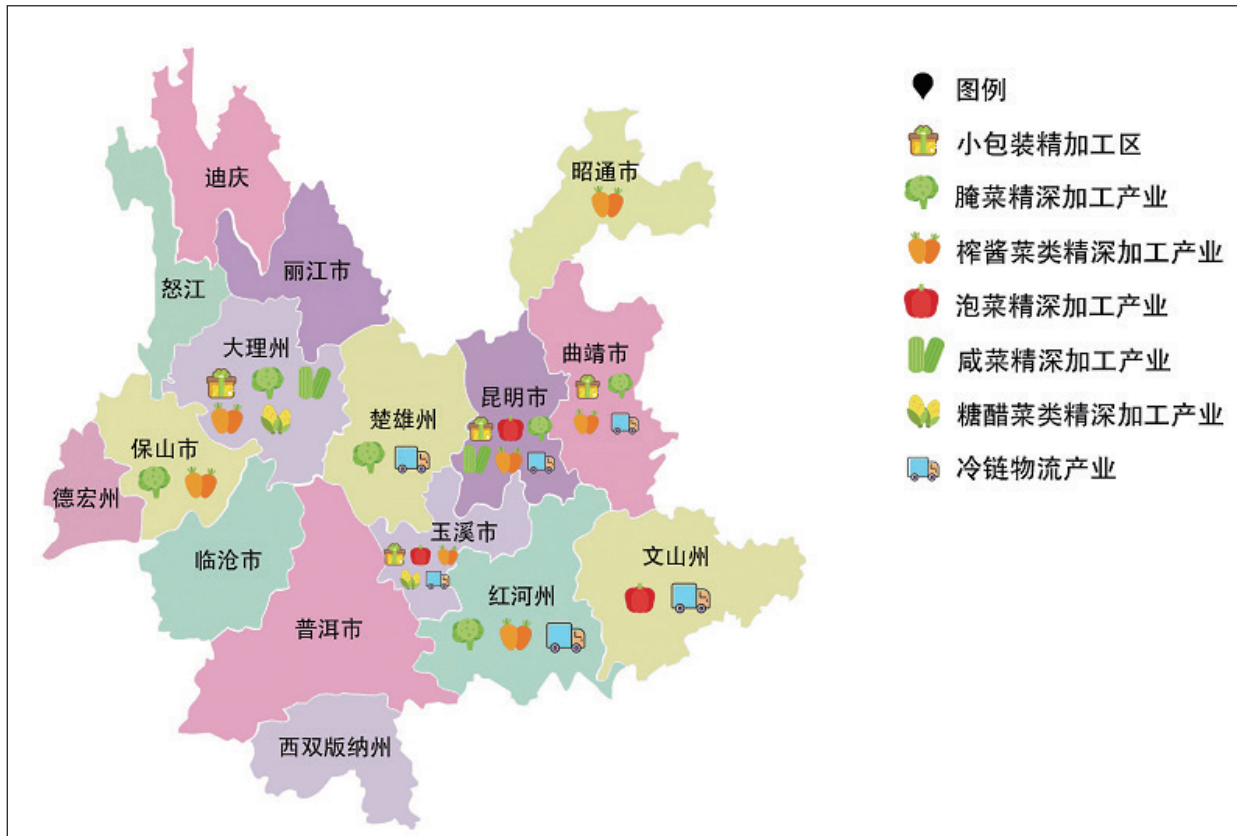 迪庆
怒江
丽江市
大理州
保山市
德宏州
临沧市
楚雄州
昆明市
昭通市
曲靖市
玉溪市
红河州
文山州
普洱市
西双版纳州
图例
小包装精加工区
腌菜精深加工产业
榨酱菜类精深加工产业
泡菜精深加工产业
咸菜精深加工产业
糖醋菜类精深加工产业
冷链物流产业